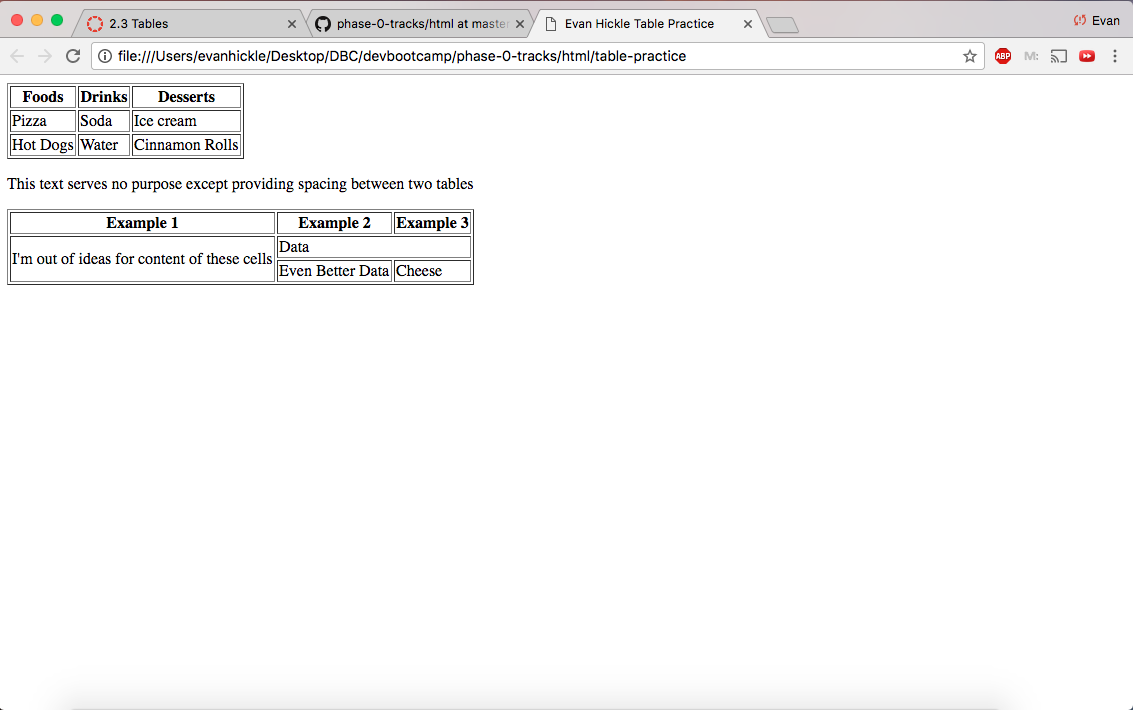 2.3 Tables phase-0-tracks/html at master Evan Hickle Table Practice Evan
file:///Users/evanhickle/Desktop/DBC/devbootcamp/phase-0-tracks/html/table-practice ABP M:
Foods Drinks Desserts
Pizza Soda Ice cream
Hot Dogs Water Cinnamon Rolls
This text serves no purpose except providing spacing between two tables
Example 1 Example 2 Example 3
I'm out of ideas for content of these cells Data
Even Better Data Cheese